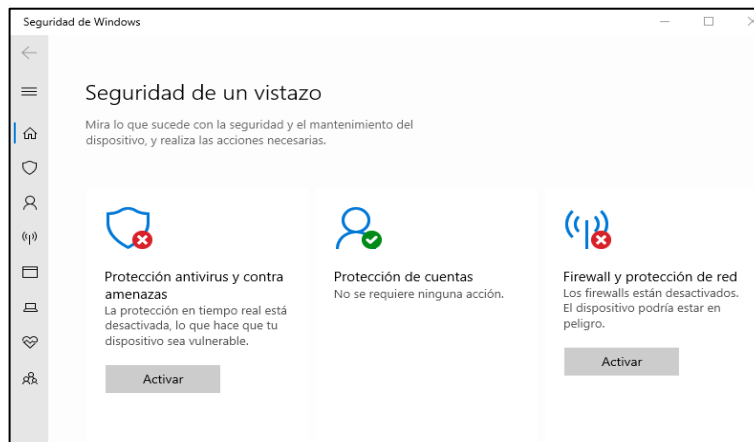 Seguridad de Windows
Seguridad de un vistazo
Mira lo que sucede con la seguridad y el mantenimiento del
dispositivo, y realiza las acciones necesarias.
Protección antivirus y contra
amenazas
La protección en tiempo real está
desactivada, lo que hace que tu
dispositivo sea vulnerable.
Activar
Protección de cuentas
No se requiere ninguna acción.
Firewall y protección de red
Los firewalls están desactivados.
El dispositivo podría estar en
peligro.
Activar